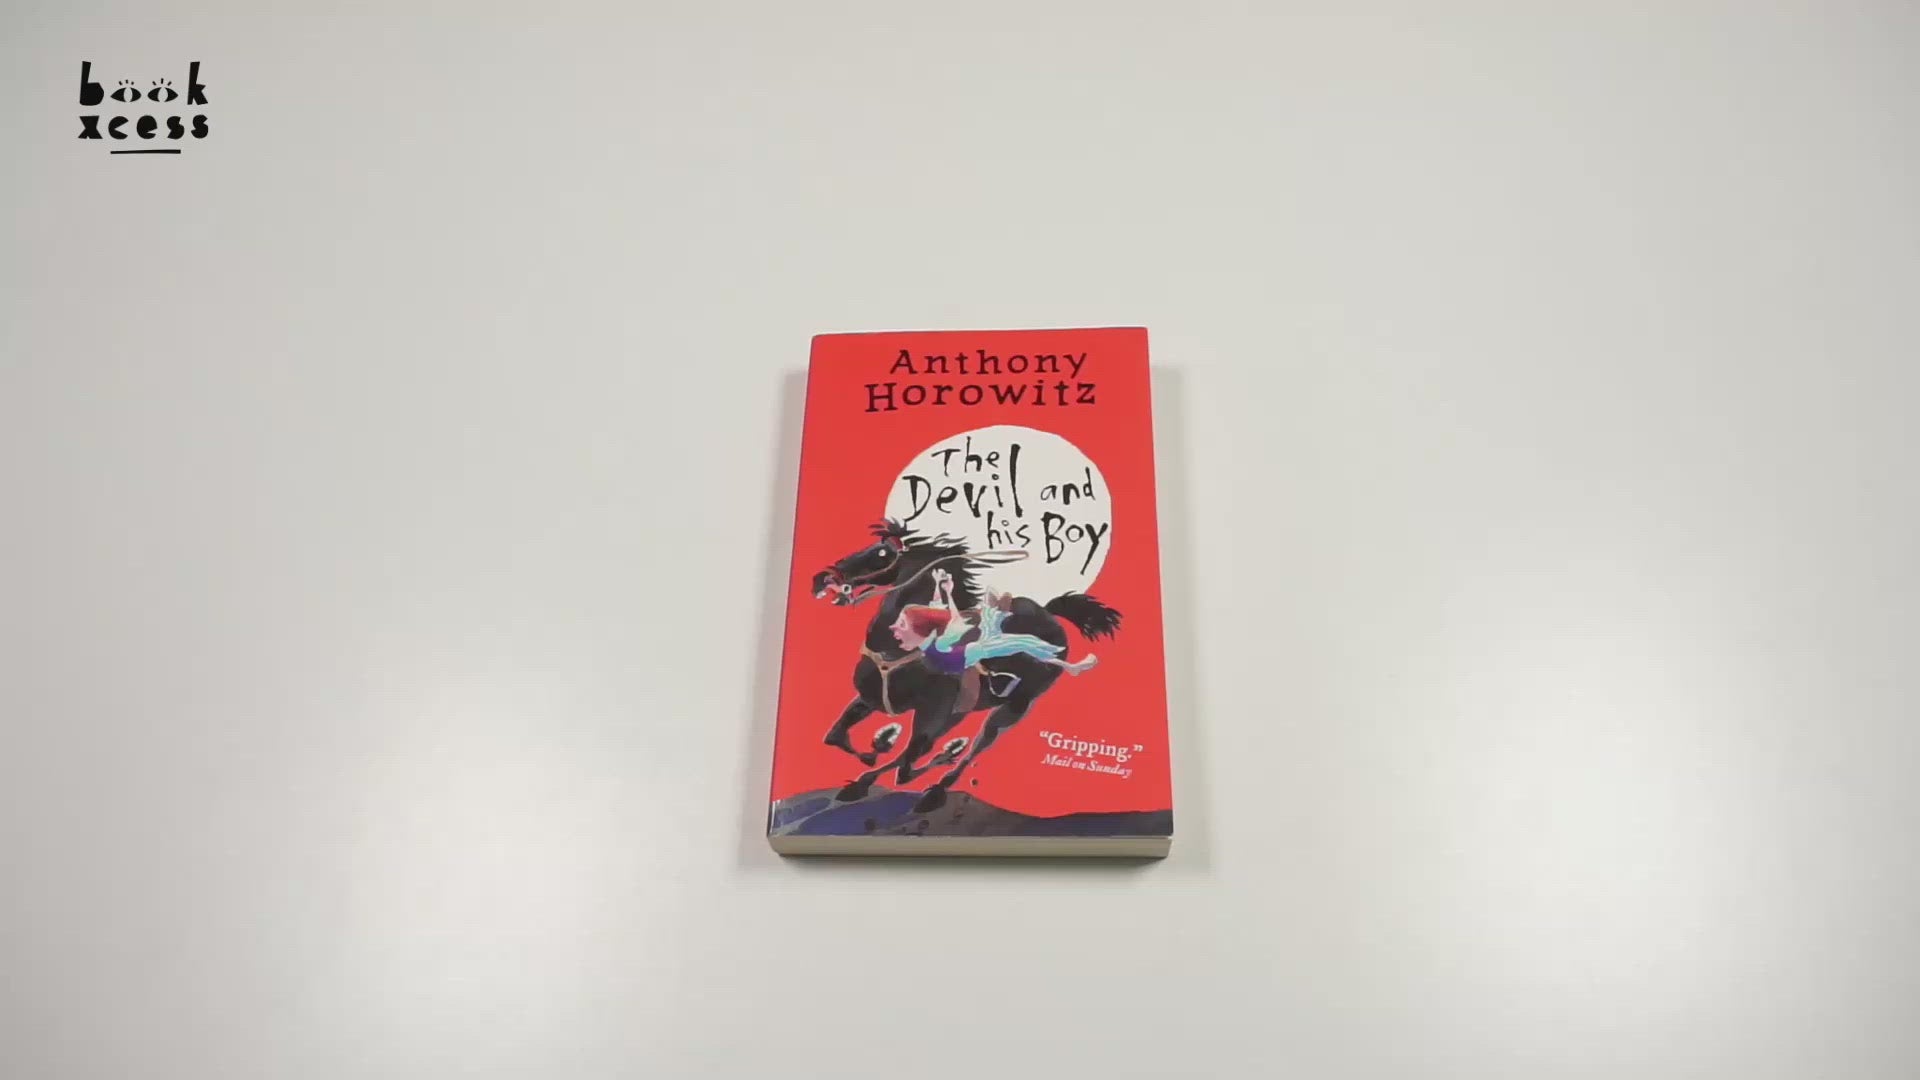 book
xcess
Anthony
Horowitz
The
Devil and
his Boy
"Gripping."
Mail on Sunday